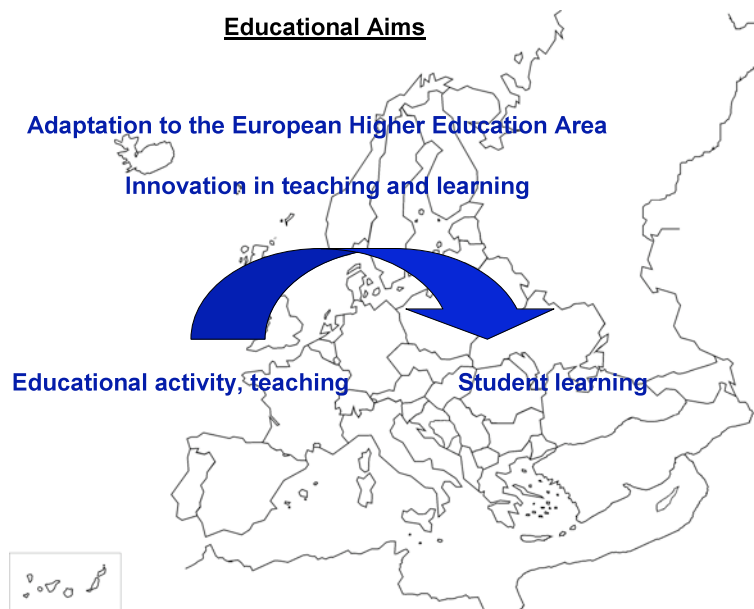 Educational Aims
Adaptation to the European Higher Education Area
Innovation in teaching and learning
Educational activity, teaching
Student learning